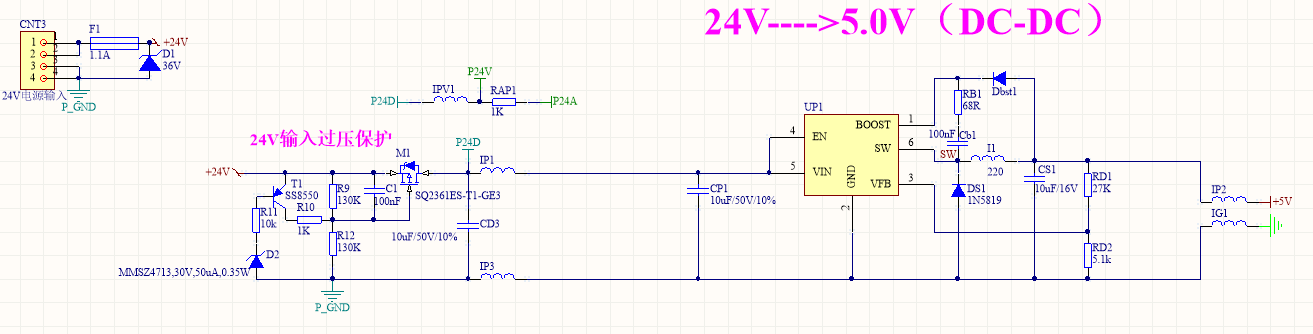 24V---->5.0V（DC-DC）
CNT3
1
2
3
4
1
2
3
4
F1
1.1A
+24V
D1
36V
24V电源输入
P_GND
P24V
P24D
IPV1
RAP1
1K
P24A
24V输入过压保护
+24V
T1
SS8550
R11
10k
R10
1K
D2
MMSZ4713,30V,50uA,0.35W
R9
130K
R12
130K
P_GND
C1
100nF
M1
SQ2361ES-T1-GE3
P24D
IP1
CD3
10uF/50V/10%
IP3
CP1
10uF/50V/10%
UP1
4
EN
5
VIN
GND
2
BOOST
1
SW
6
VFB
3
RB1
68R
Dbst1
100nF
Cb1
SW
I1
220
DS1
1N5819
CS1
10uF/16V
RD1
27K
RD2
5.1k
IP2
+5V
IG1